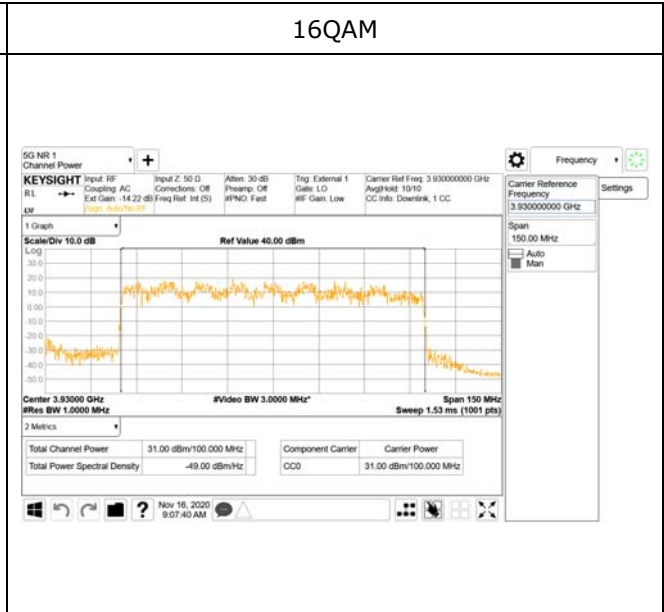 16QAM
5G NR 1
Channel Power
Frequency
KEYSIGHT
Input: RF
Coupling: AC
Ext Gain: -14.22 dB
Align: Auto/No RF
Input Z: 50 Ω
Corrections: Off
Freq Ref: Int (S)
Atten: 30 dB
Preamp: Off
#PNO: Fast
Trig: External 1
Gate: LO
#IF Gain: Low
Carrier Ref Freq: 3.930000000 GHz
Avg|Hold: 10/10
CC Info: Downlink, 1 CC
RL
Carrier Reference
Frequency
3.930000000 GHz
Settings
Span
150.00 MHz
Auto
Man
1 Graph
Scale/Div 10.0 dB
Ref Value 40.00 dBm
Log
30.0
20.0
10.0
0.00
-10.0
-20.0
-30.0
-40.0
-50.0
Center 3.93000 GHz
#Video BW 3.0000 MHz*
Span 150 MHz
#Res BW 1.0000 MHz
Sweep 1.53 ms (1001 pts)
2 Metrics
Total Channel Power 31.00 dBm/100.000 MHz
Total Power Spectral Density -49.00 dBm/Hz
Component Carrier Carrier Power
CC0 31.00 dBm/100.000 MHz
?
Nov 16, 2020
9:07:40 AM